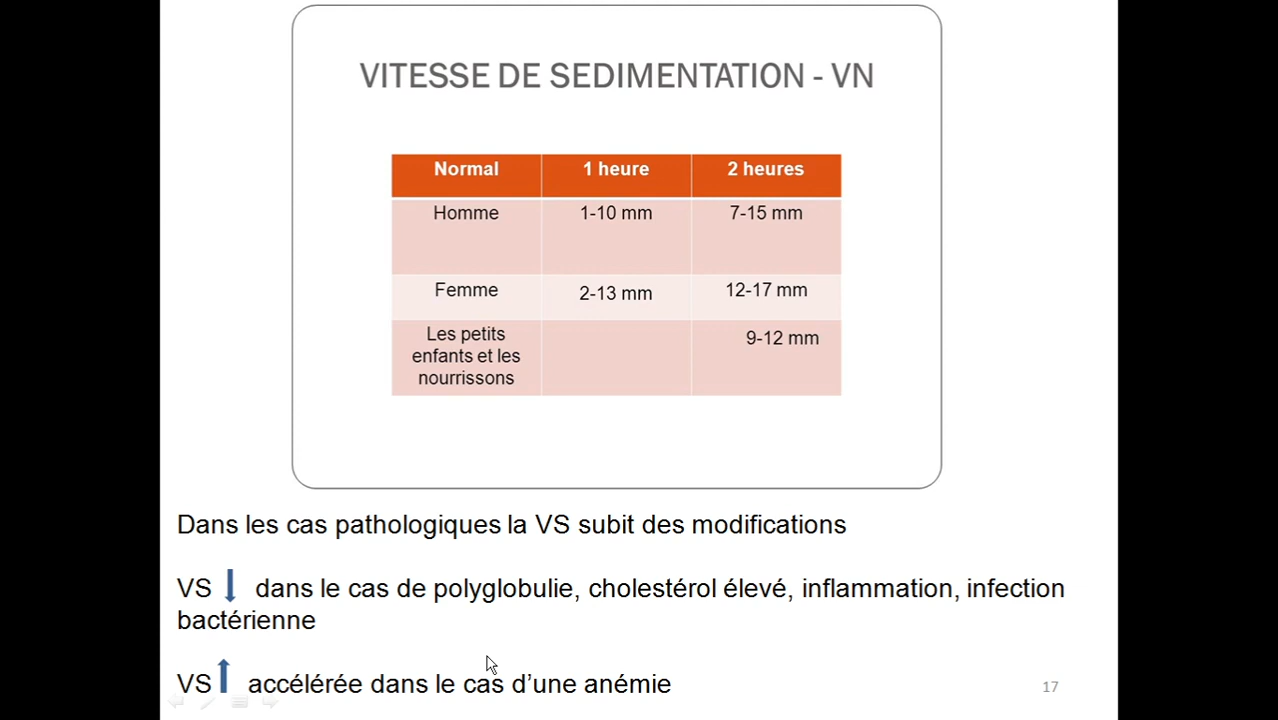 VITESSE DE SEDIMENTATION - VN
Normal 1 heure 2 heures
Homme 1-10 mm 7-15 mm
Femme 2-13 mm 12-17 mm
Les petits
enfants et les
nourrissons
9-12 mm
Dans les cas pathologiques la VS subit des modifications
VS dans le cas de polyglobulie, cholestérol élevé, inflammation, infection
bactérienne
VS accélérée dans le cas d’une anémie
17